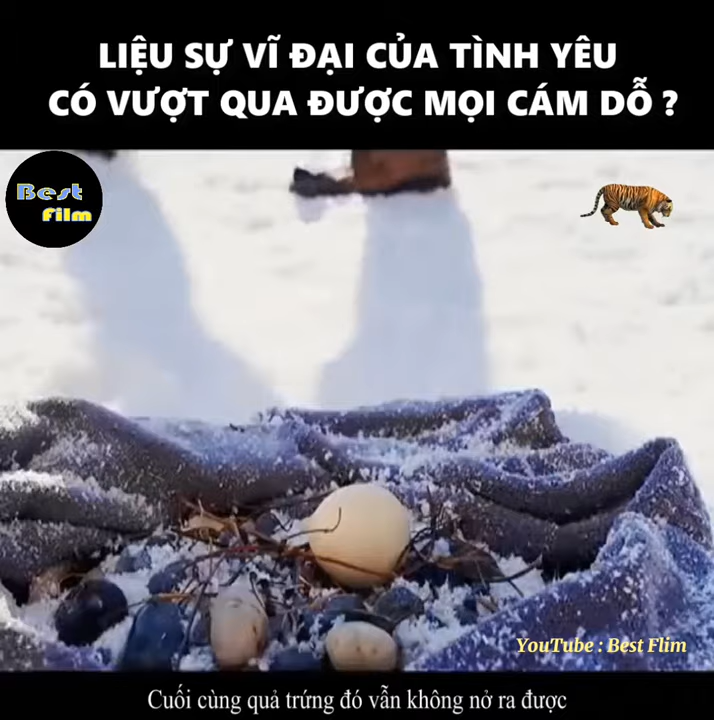 LIỆU SỰ VĨ ĐẠI CỦA TÌNH YÊU
CÓ VƯỢT QUA ĐƯỢC MỌI CÁM DỖ ?
Best
Film
YouTube : Best Flim
Cuối cùng quả trứng đó vẫn không nở ra được